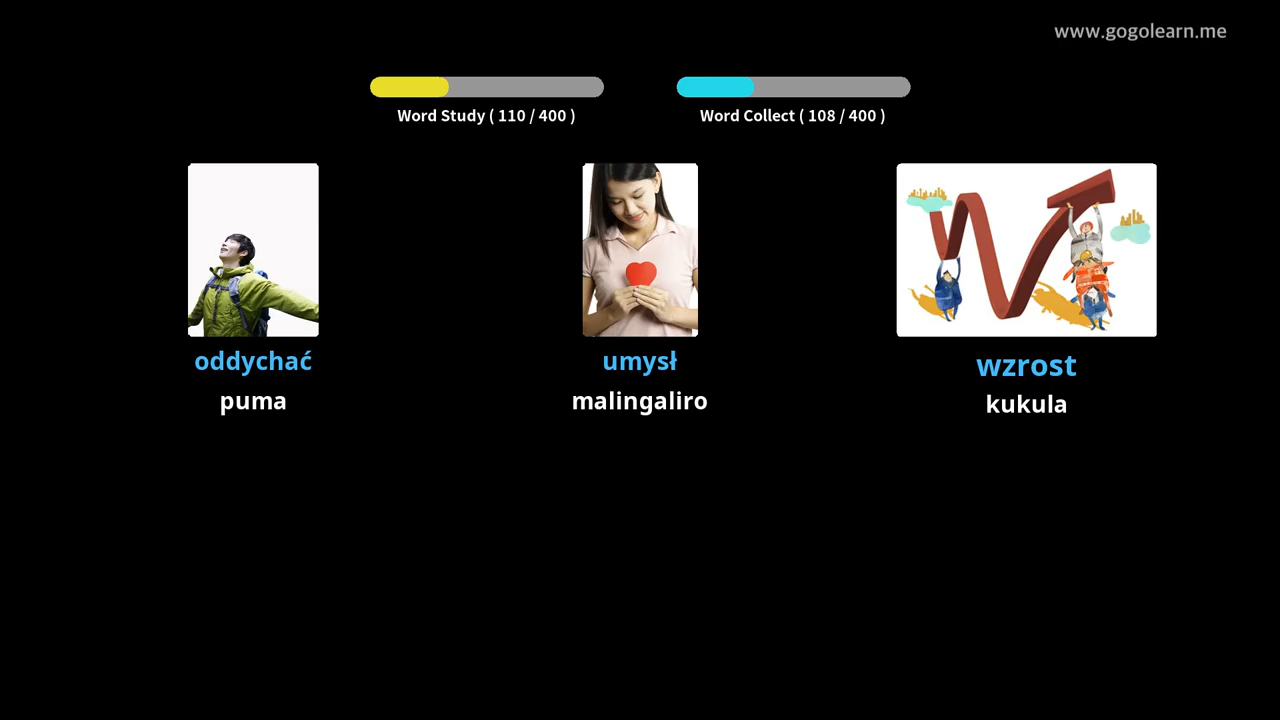 www.gogolearn.me
Word Study ( 110 / 400 )
Word Collect ( 108 / 400 )
oddychać
puma
umysł
malingaliro
wzrost
kukula